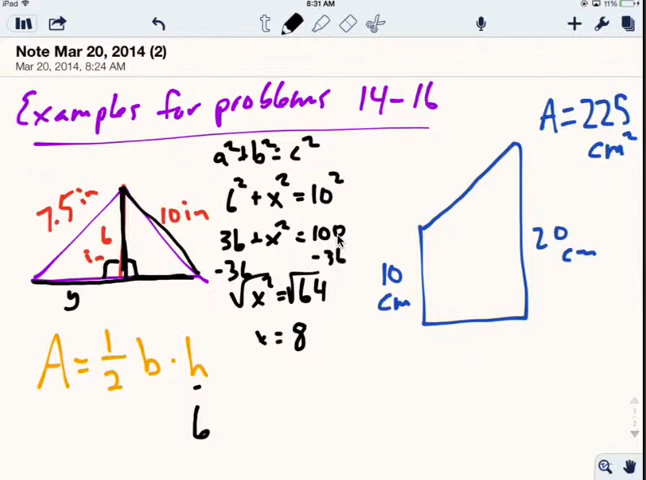 iPad
8:31 AM
11%
t
Note Mar 20, 2014 (2)
Mar 20, 2014, 8:24 AM
Examples for problems 14-16
A=225
cm²
a²+b²=c²
6²+x²=10²
36+x²=100
-36 -36
√x²=√64
x=8
7.5in
10in
6
in
y
A=1/2 b·h
6
10
cm
20
cm